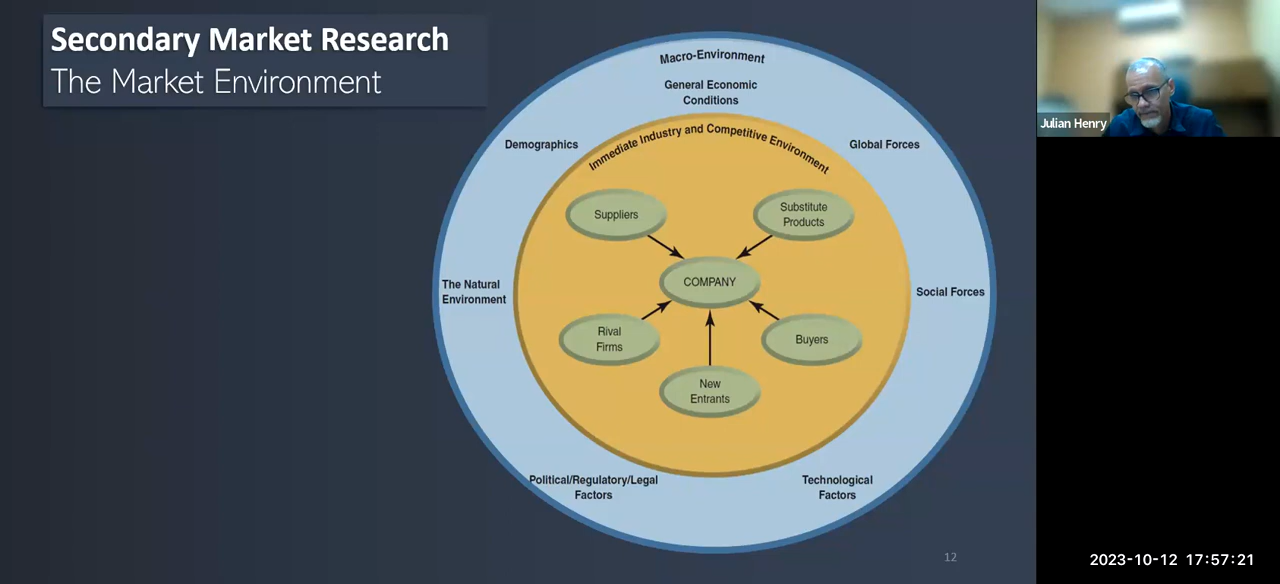 Secondary Market Research
The Market Environment
Macro-Environment
General Economic
Conditions
Demographics
Immediate Industry and Competitive Environment
Global Forces
Suppliers
Substitute
Products
COMPANY
The Natural
Environment
Social Forces
Rival
Firms
Buyers
New
Entrants
Political/Regulatory/Legal
Factors
Technological
Factors
12
Julian Henry
2023-10-12 17:57:21